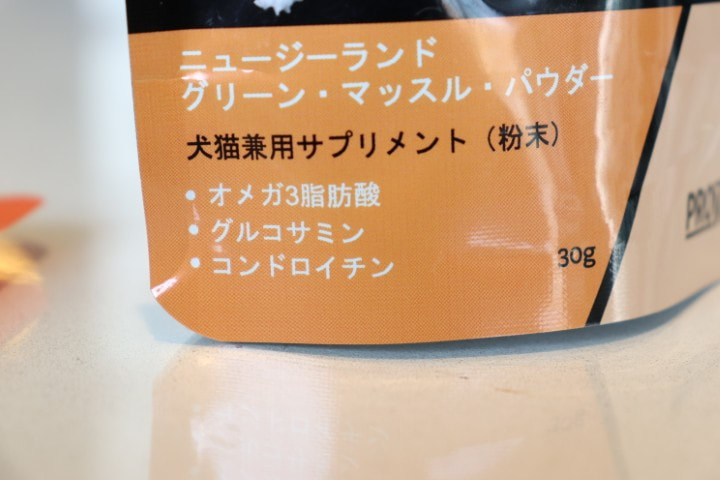 ニュージーランド
グリーン・マッスル・パウダー
犬猫兼用サプリメント（粉末）
• オメガ3脂肪酸
• グルコサミン
• コンドロイチン
30g